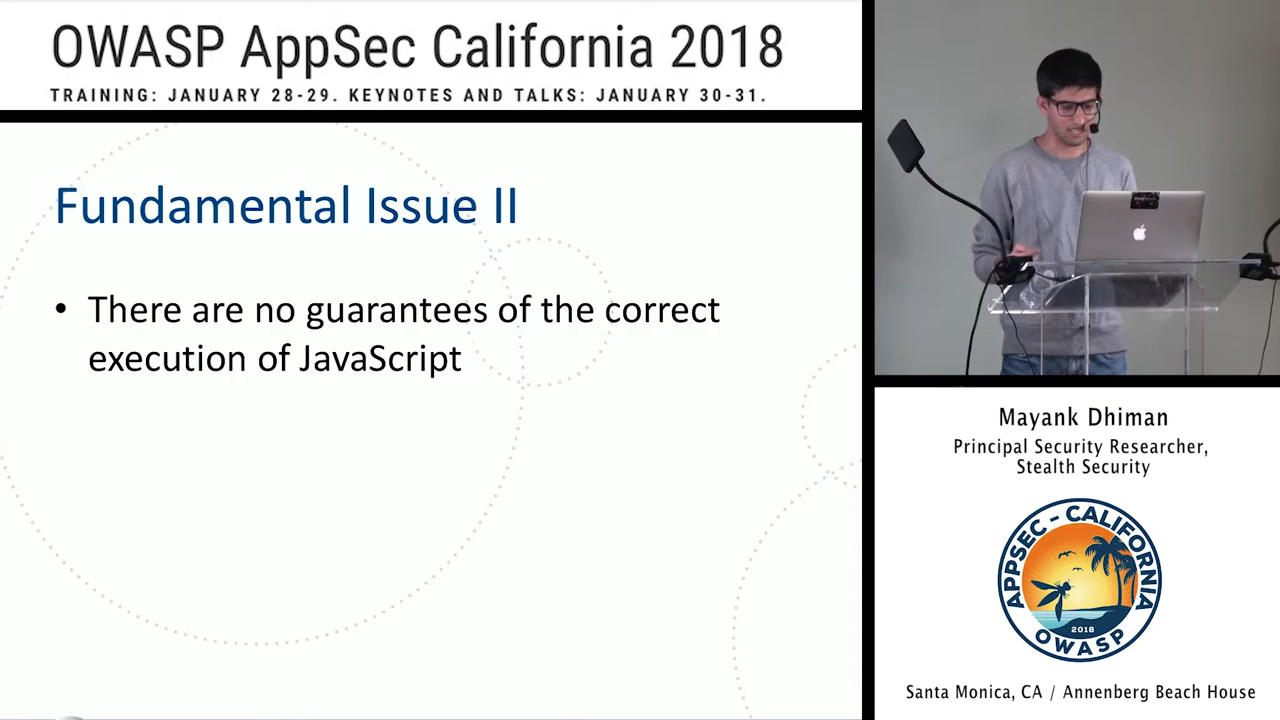 OWASP AppSec California 2018
TRAINING: JANUARY 28-29. KEYNOTES AND TALKS: JANUARY 30-31.
Fundamental Issue II
• There are no guarantees of the correct
execution of JavaScript
Mayank Dhiman
Principal Security Researcher,
Stealth Security
APPSEC - CALIFORNIA
2018
OWASP
Santa Monica, CA / Annenberg Beach House